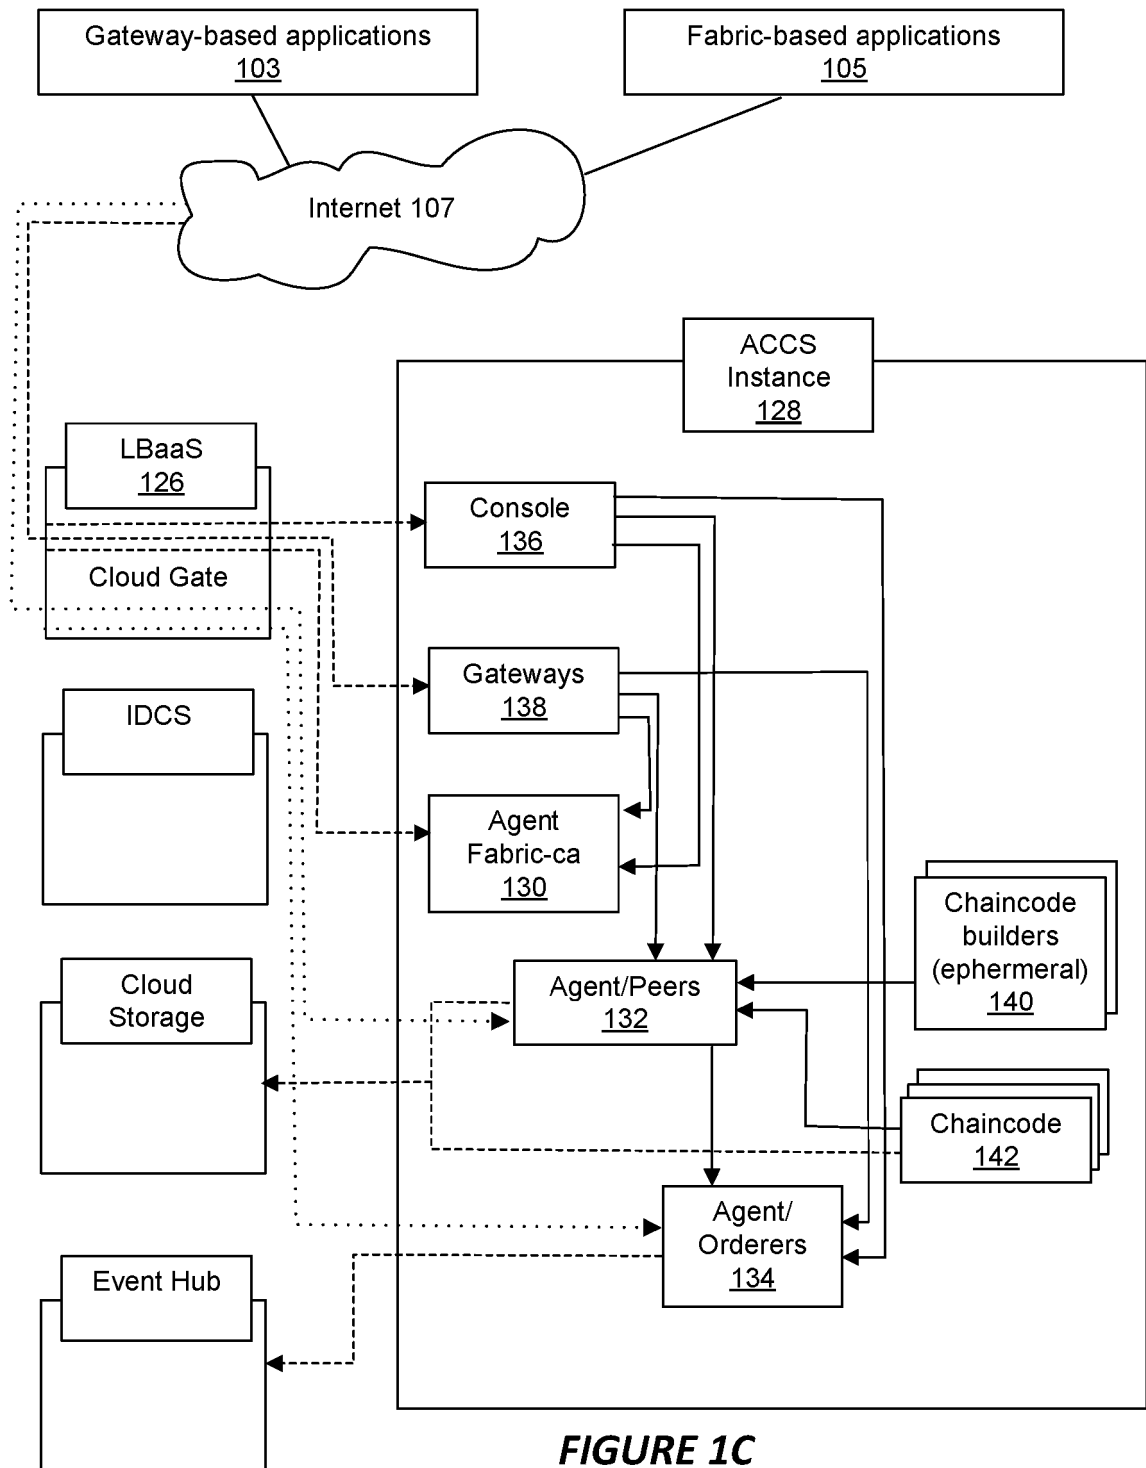 Gateway-based applications
103
Fabric-based applications
105
Internet 107
ACCS
Instance
128
LBaaS
126
Cloud Gate
Console
136
Gateways
138
IDCS
Agent
Fabric-ca
130
Chaincode
builders
(ephermeral)
140
Cloud
Storage
Agent/Peers
132
Chaincode
142
Agent/
Orderers
134
Event Hub
FIGURE 1C